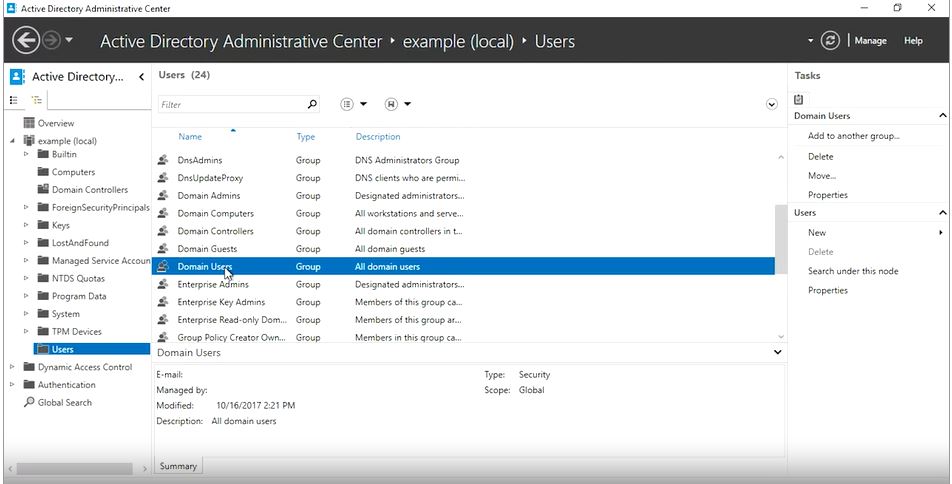 Active Directory Administrative Center
Active Directory Administrative Center • example (local) • Users
Manage
Help
Active Directory...
Overview
example (local)
Builtin
Computers
Domain Controllers
ForeignSecurityPrincipals
Keys
LostAndFound
Managed Service Accoun
NTDS Quotas
Program Data
System
TPM Devices
Users
Dynamic Access Control
Authentication
Global Search
Users (24)
Filter
Name Type Description
DnsAdmins Group DNS Administrators Group
DnsUpdateProxy Group DNS clients who are permi...
Domain Admins Group Designated administrators...
Domain Computers Group All workstations and serve...
Domain Controllers Group All domain controllers in t...
Domain Guests Group All domain guests
Domain Users Group All domain users
Enterprise Admins Group Designated administrators...
Enterprise Key Admins Group Members of this group ca...
Enterprise Read-only Dom... Group Members of this group ar...
Group Policy Creator Own... Group Members in this group ca...
Domain Users
E-mail:
Managed by:
Modified: 10/16/2017 2:21 PM
Description: All domain users
Type: Security
Scope: Global
Summary
Tasks
Domain Users
Add to another group...
Delete
Move...
Properties
Users
New
Delete
Search under this node
Properties